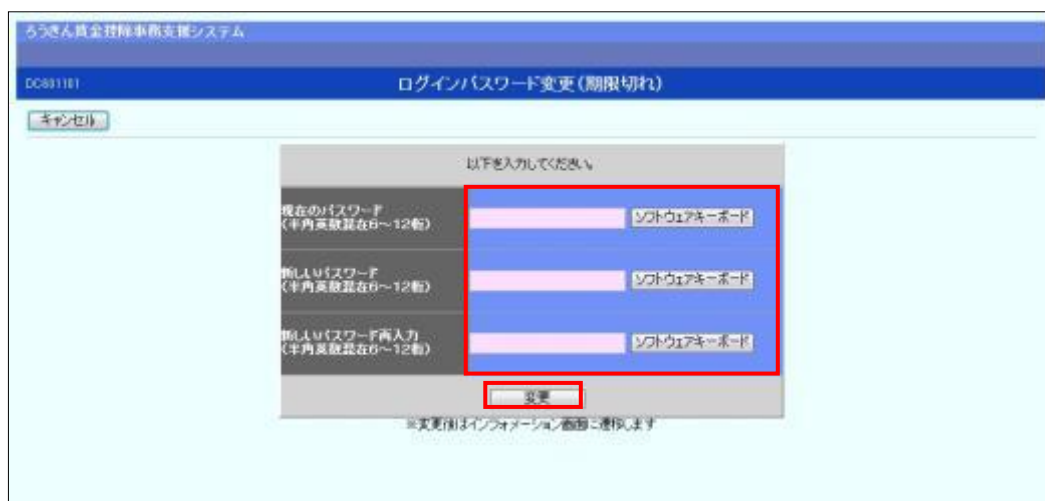 ろうきん賃金控除事務支援システム
DC801101
ログインパスワード変更（期限切れ）
キャンセル
以下を入力してください。
現在のパスワード
（半角英数混在6～12桁）
ソフトウェアキーボード
新しいパスワード
（半角英数混在6～12桁）
ソフトウェアキーボード
新しいパスワード再入力
（半角英数混在6～12桁）
ソフトウェアキーボード
変更
※変更後はインフォメーション画面に遷移します